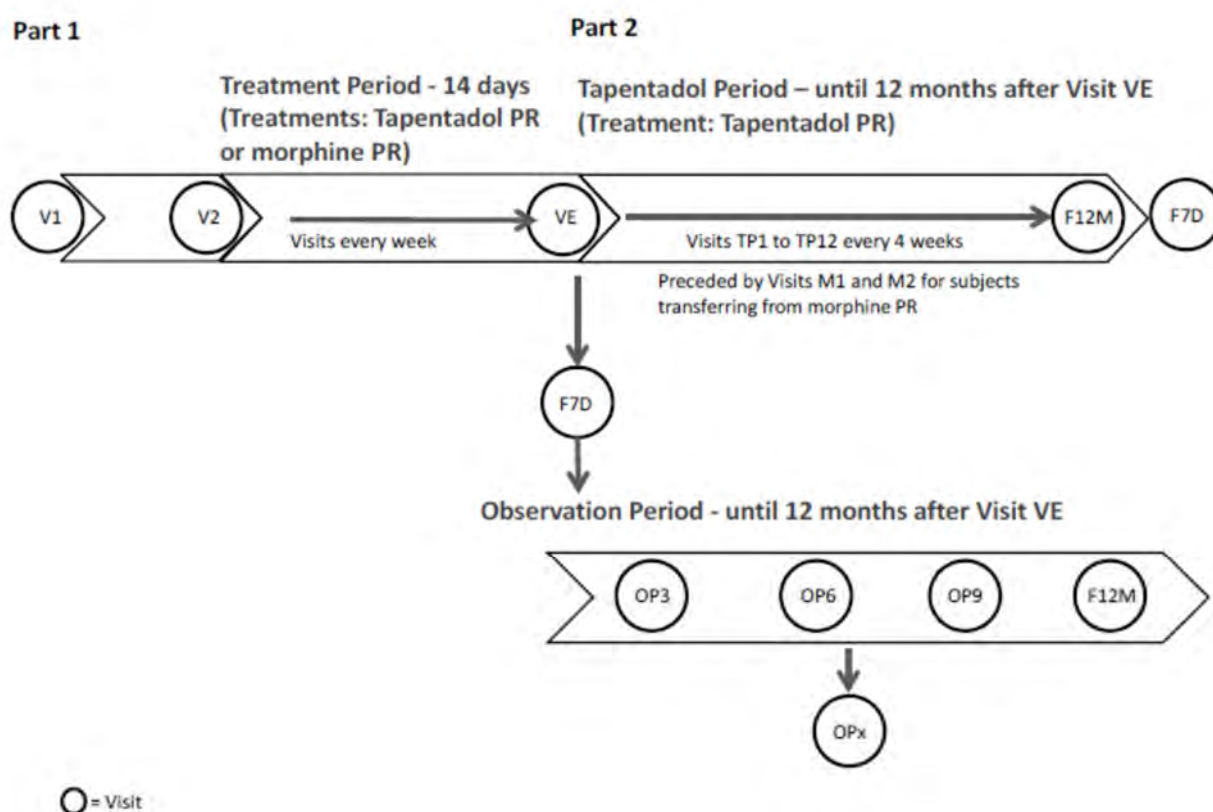 Part 1
Part 2
Treatment Period - 14 days
(Treatments: Tapentadol PR
or morphine PR)
Tapentadol Period – until 12 months after Visit VE
(Treatment: Tapentadol PR)
V1
V2
Visits every week
VE
Visits TP1 to TP12 every 4 weeks
F12M
F7D
Preceded by Visits M1 and M2 for subjects
transferring from morphine PR
F7D
Observation Period - until 12 months after Visit VE
OP3
OP6
OP9
F12M
OPx
= Visit